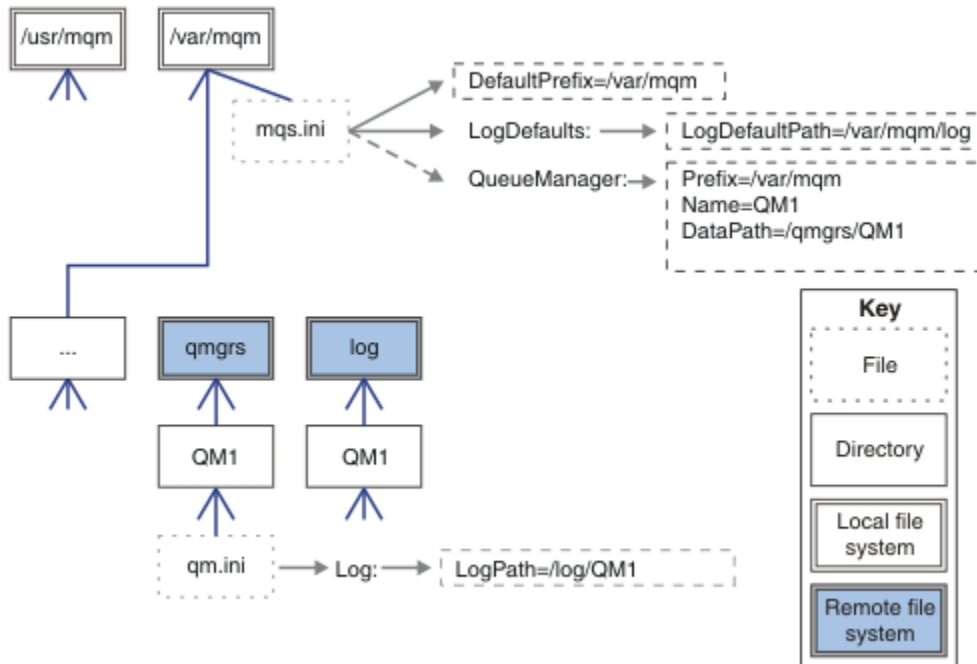 /usr/mqm
/var/mqm
mqs.ini
DefaultPrefix=/var/mqm
LogDefaults:
LogDefaultPath=/var/mqm/log
QueueManager:
Prefix=/var/mqm
Name=QM1
DataPath=/qmgrs/QM1
...
qmgrs
log
QM1
QM1
qm.ini
Log:
LogPath=/log/QM1
Key
File
Directory
Local file
system
Remote file
system